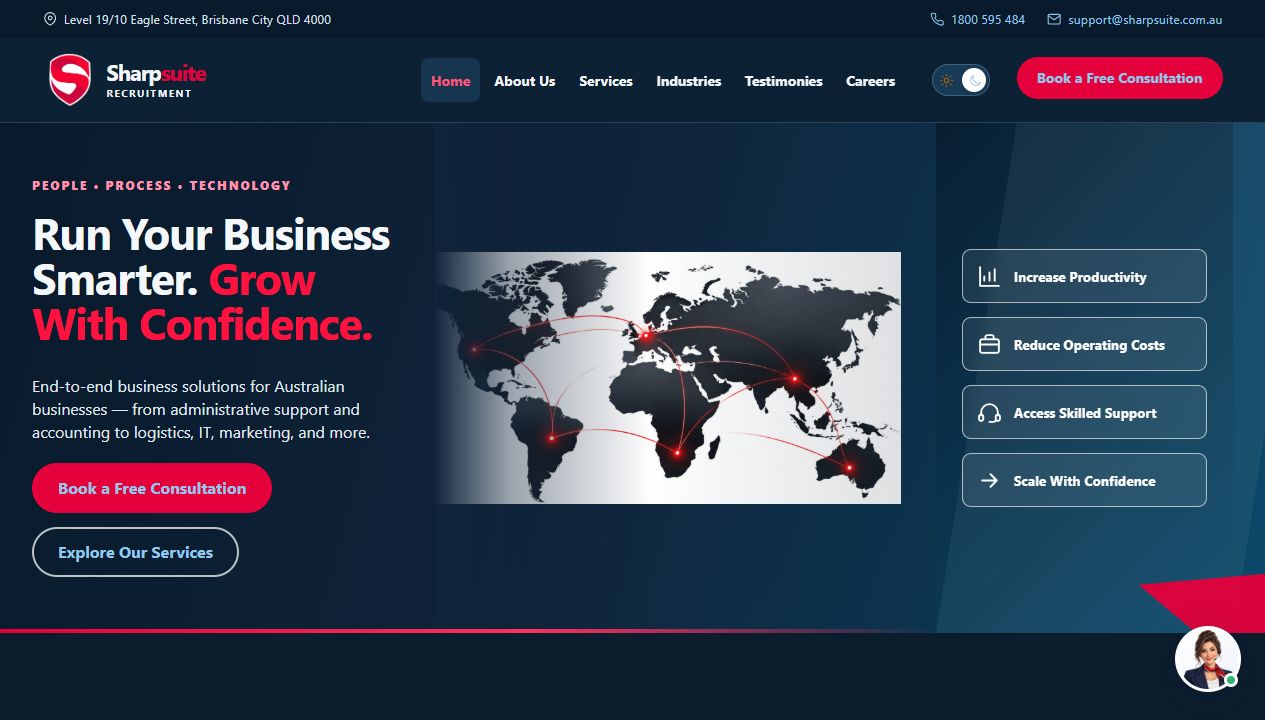 Level 19/10 Eagle Street, Brisbane City QLD 4000
1800 595 484
support@sharpsuite.com.au
Sharpsuite
RECRUITMENT
Home
About Us
Services
Industries
Testimonies
Careers
Book a Free Consultation
PEOPLE • PROCESS • TECHNOLOGY
Run Your Business
Smarter. Grow
With Confidence.
End-to-end business solutions for Australian
businesses — from administrative support and
accounting to logistics, IT, marketing, and more.
Book a Free Consultation
Explore Our Services
Increase Productivity
Reduce Operating Costs
Access Skilled Support
Scale With Confidence